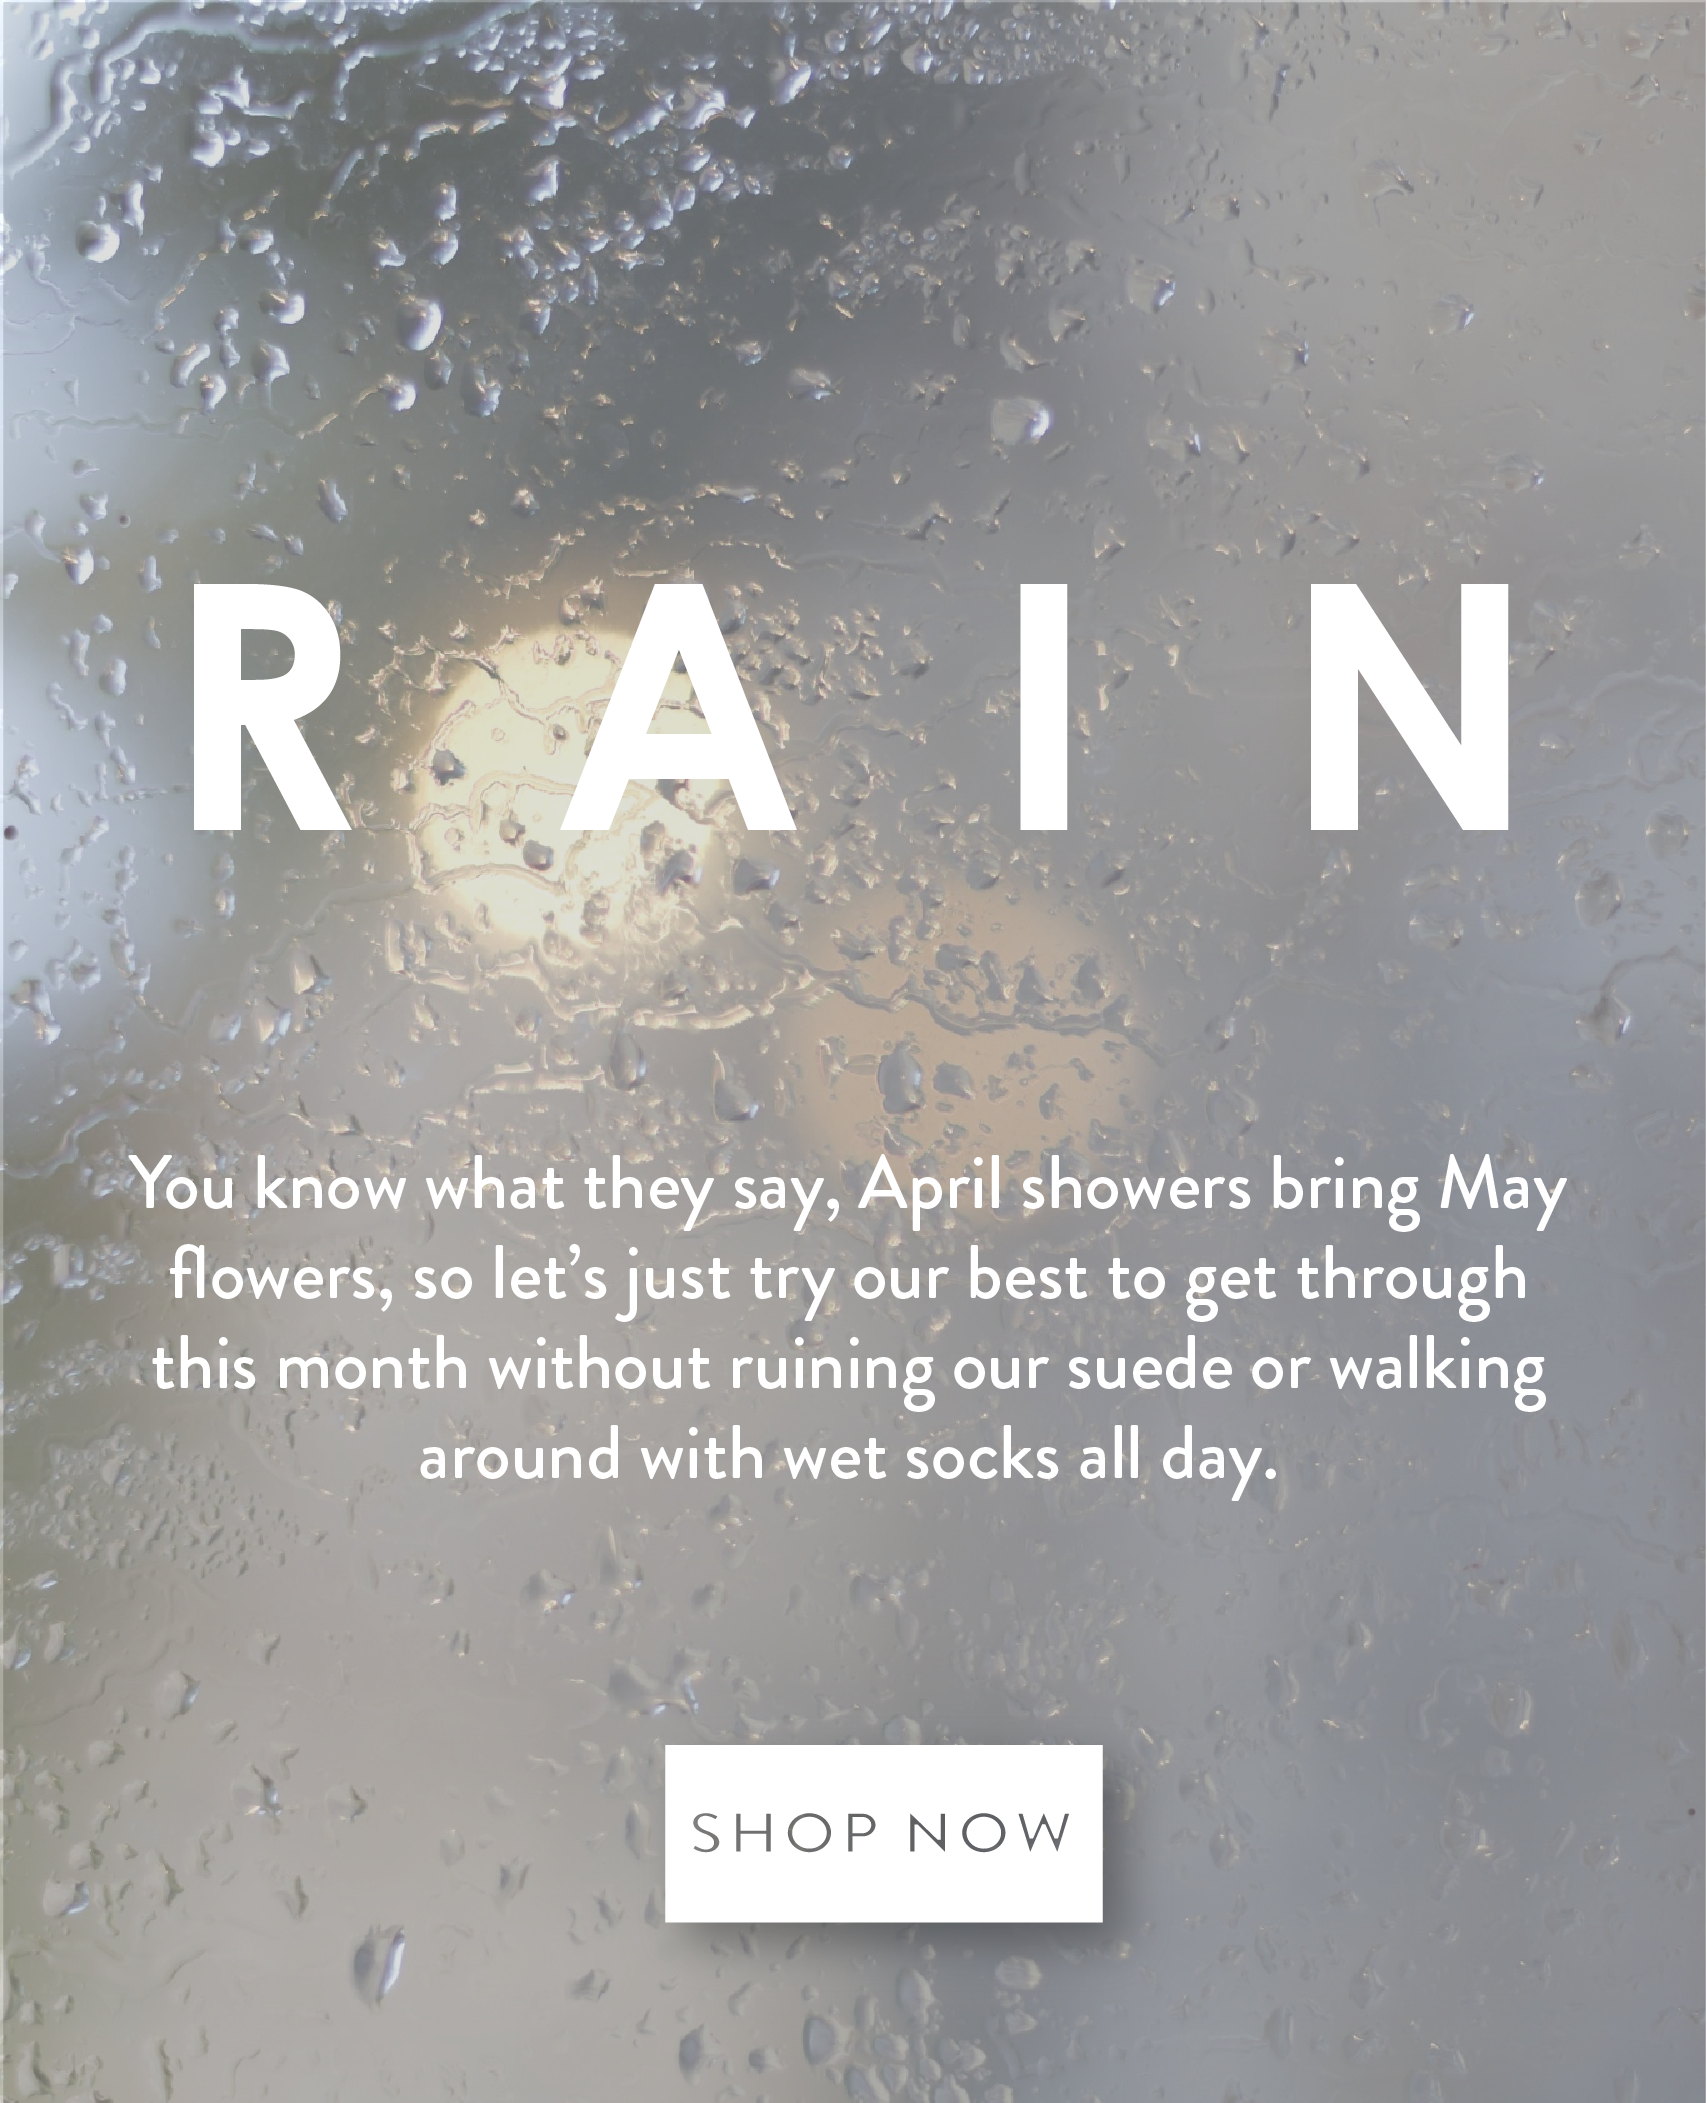 RAIN
You know what they say, April showers bring May
flowers, so let’s just try our best to get through
this month without ruining our suede or walking
around with wet socks all day.
SHOP NOW